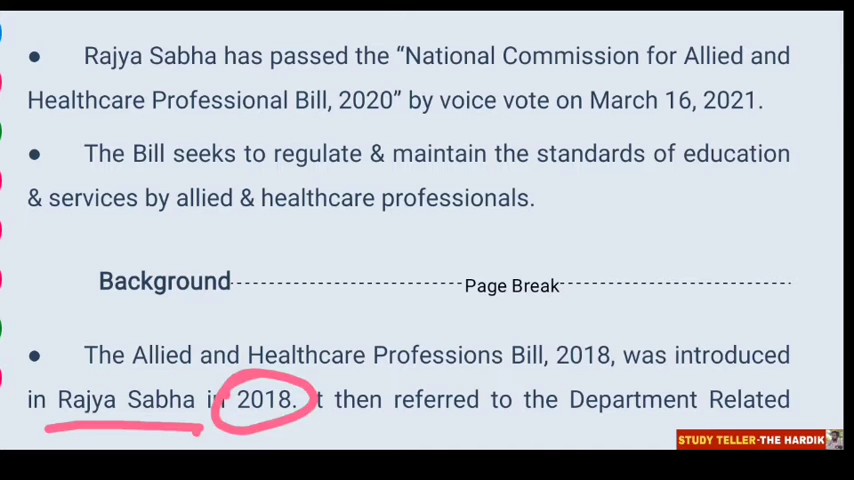 ● Rajya Sabha has passed the “National Commission for Allied and
Healthcare Professional Bill, 2020” by voice vote on March 16, 2021.
● The Bill seeks to regulate & maintain the standards of education
& services by allied & healthcare professionals.
Background
Page Break
● The Allied and Healthcare Professions Bill, 2018, was introduced
in Rajya Sabha in 2018. It then referred to the Department Related
STUDY TELLER-THE HARDIK